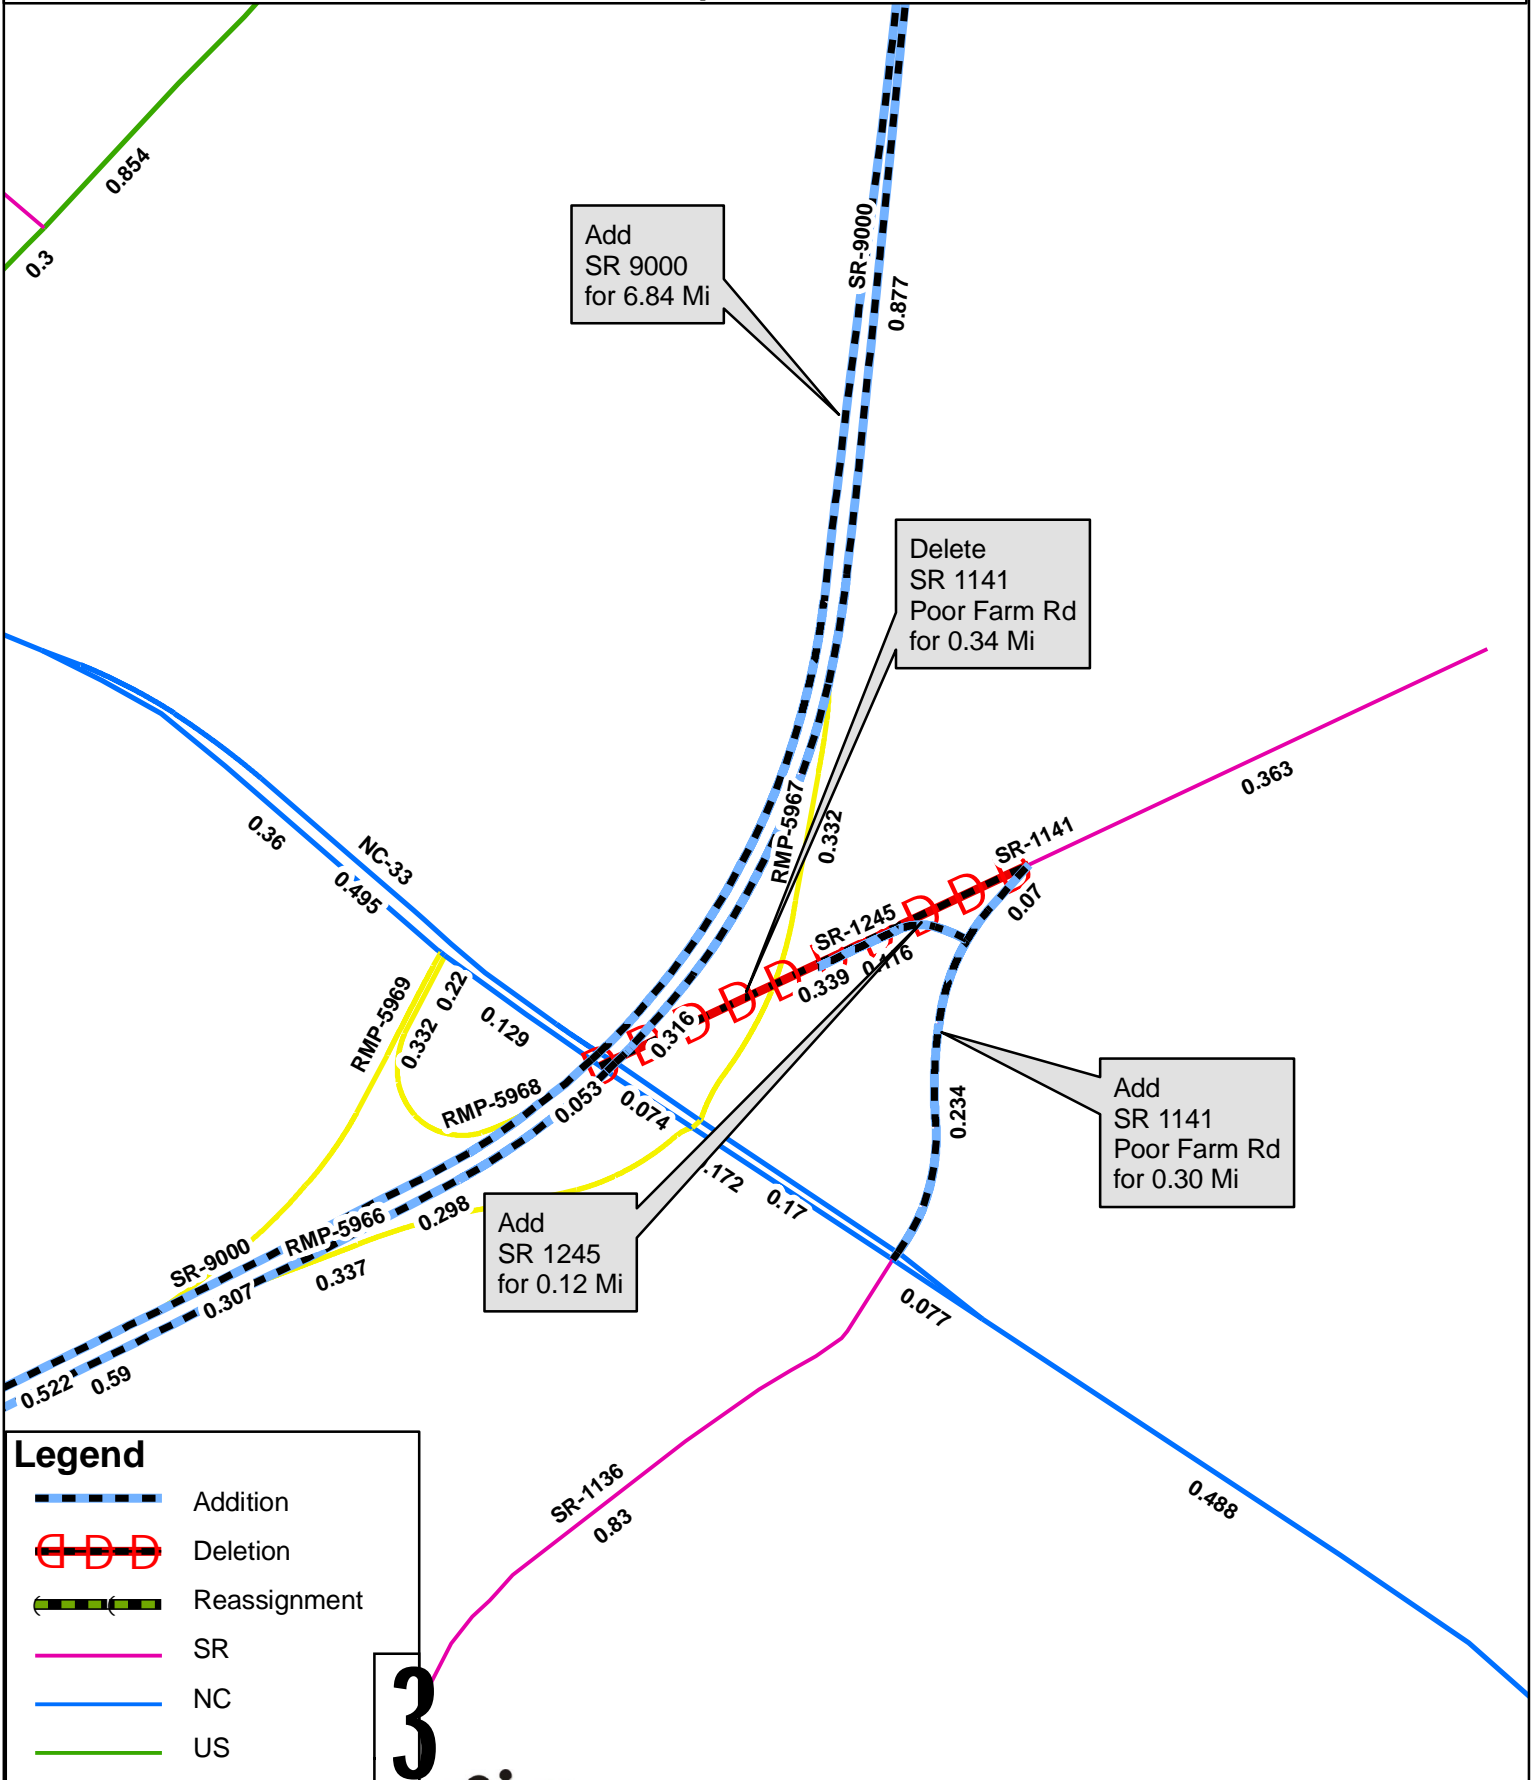 0.854
0.3
Add
SR 9000
for 6.84 Mi
SR-9000
0.877
Delete
SR 1141
Poor Farm Rd
for 0.34 Mi
0.363
SR-1141
0.07
RMP-5967
0.332
NC-33
0.36
0.495
SR-1245
0.116
0.339
0.316
RMP-5969
0.22
0.332
0.129
RMP-5968
0.053
0.074
.172
0.17
0.234
Add
SR 1141
Poor Farm Rd
for 0.30 Mi
Add
SR 1245
for 0.12 Mi
0.298
RMP-5966
SR-9000
0.337
0.307
0.077
0.522
0.59
SR-1136
0.83
0.488
Legend
Addition
D D D Deletion
Reassignment
SR
NC
US
3